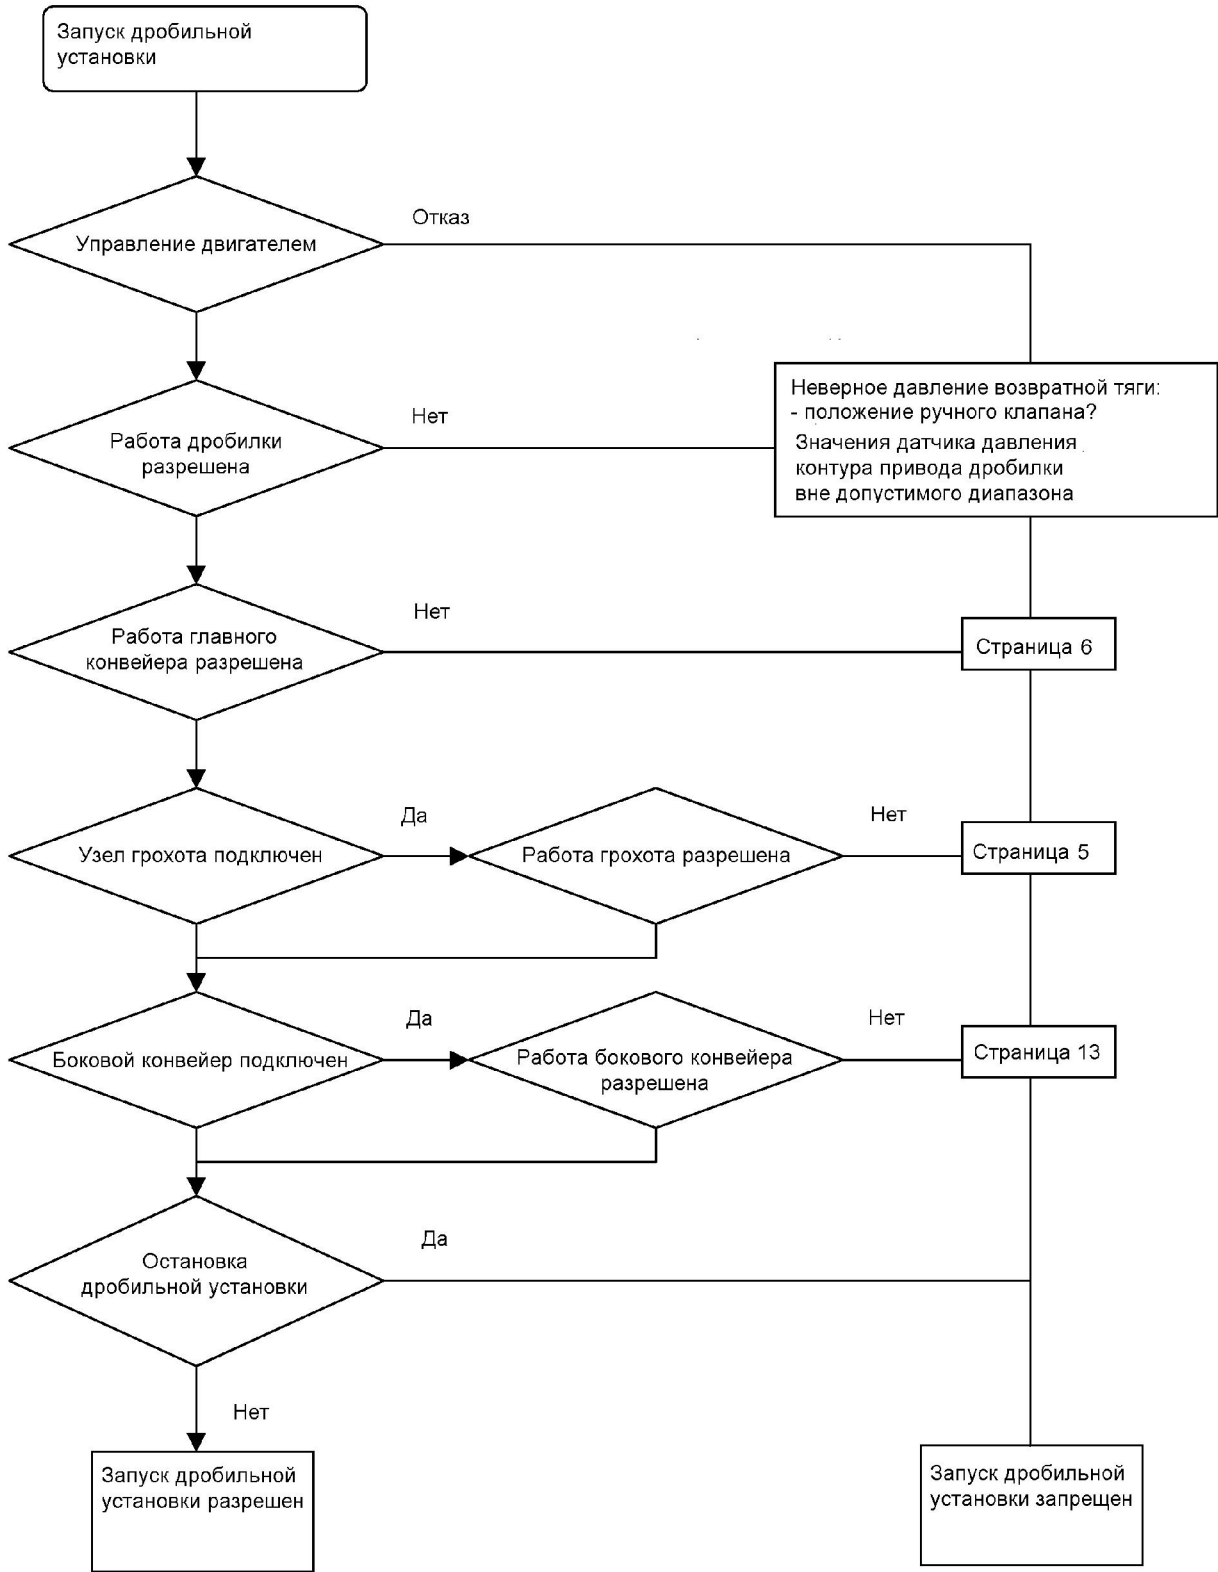 Запуск дробильной
установки
Отказ
Управление двигателем
Неверное давление возвратной тяги:
- положение ручного клапана?
Значения датчика давления
контура привода дробилки
вне допустимого диапазона
Нет
Работа дробилки
разрешена
Нет
Работа главного
конвейера разрешена
Страница 6
Да
Нет
Узел грохота подключен
Работа грохота разрешена
Страница 5
Да
Нет
Боковой конвейер подключен
Работа бокового конвейера
разрешена
Страница 13
Да
Остановка
дробильной установки
Нет
Запуск дробильной
установки разрешен
Запуск дробильной
установки запрещен